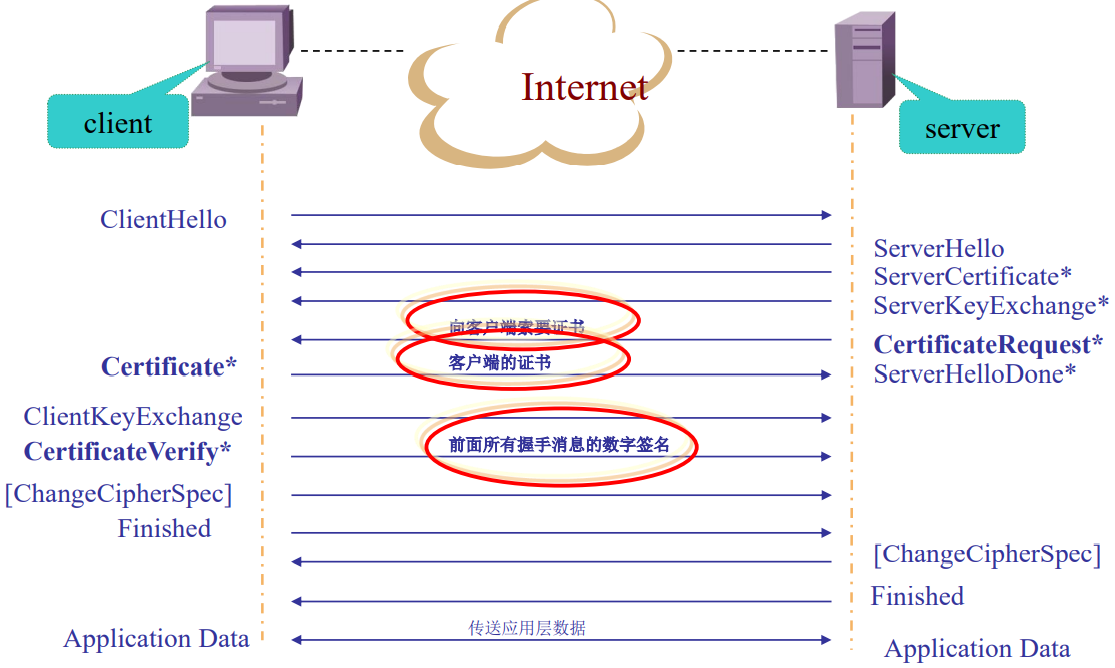 Internet
client
server
ClientHello
ServerHello
ServerCertificate*
ServerKeyExchange*
向客户端索要证书
CertificateRequest*
客户端的证书
Certificate*
ServerHelloDone*
ClientKeyExchange
前面所有握手消息的数字签名
CertificateVerify*
[ChangeCipherSpec]
Finished
[ChangeCipherSpec]
Finished
传送应用层数据
Application Data
Application Data